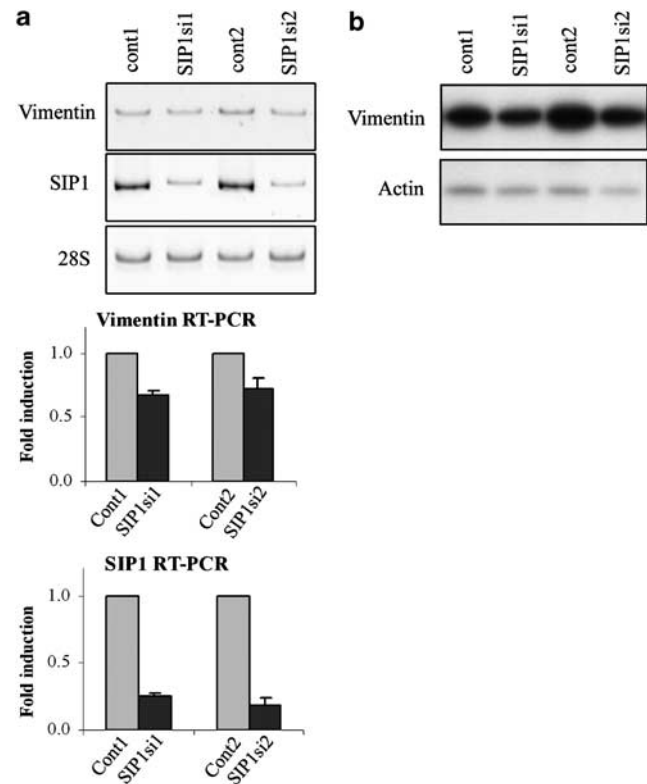 a
cont1
SIP1si1
cont2
SIP1si2
Vimentin
SIP1
28S
Vimentin RT-PCR
Fold induction
1.0
0.5
0.0
Cont1
SIP1si1
Cont2
SIP1si2
SIP1 RT-PCR
Fold induction
1.0
0.5
0.0
Cont1
SIP1si1
Cont2
SIP1si2
b
cont1
SIP1si1
cont2
SIP1si2
Vimentin
Actin